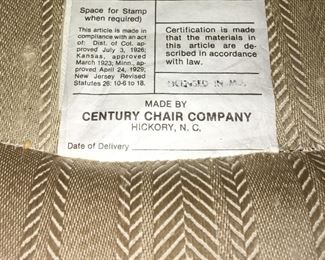 Space for Stamp
when required)
This article is made in
compliance with an act
of: Dist. of Col. ap-
proved July 3, 1926;
Kansas, approved
March 1923; Minn., ap-
proved April 24, 1929;
New Jersey Revised
Statutes 26: 10-6 to 18.
Certification is made
that the materials in
this article are de-
scribed in accordance
with law.
LICENSED IN
MADE BY
CENTURY CHAIR COMPANY
HICKORY, N. C.
Date of Delivery